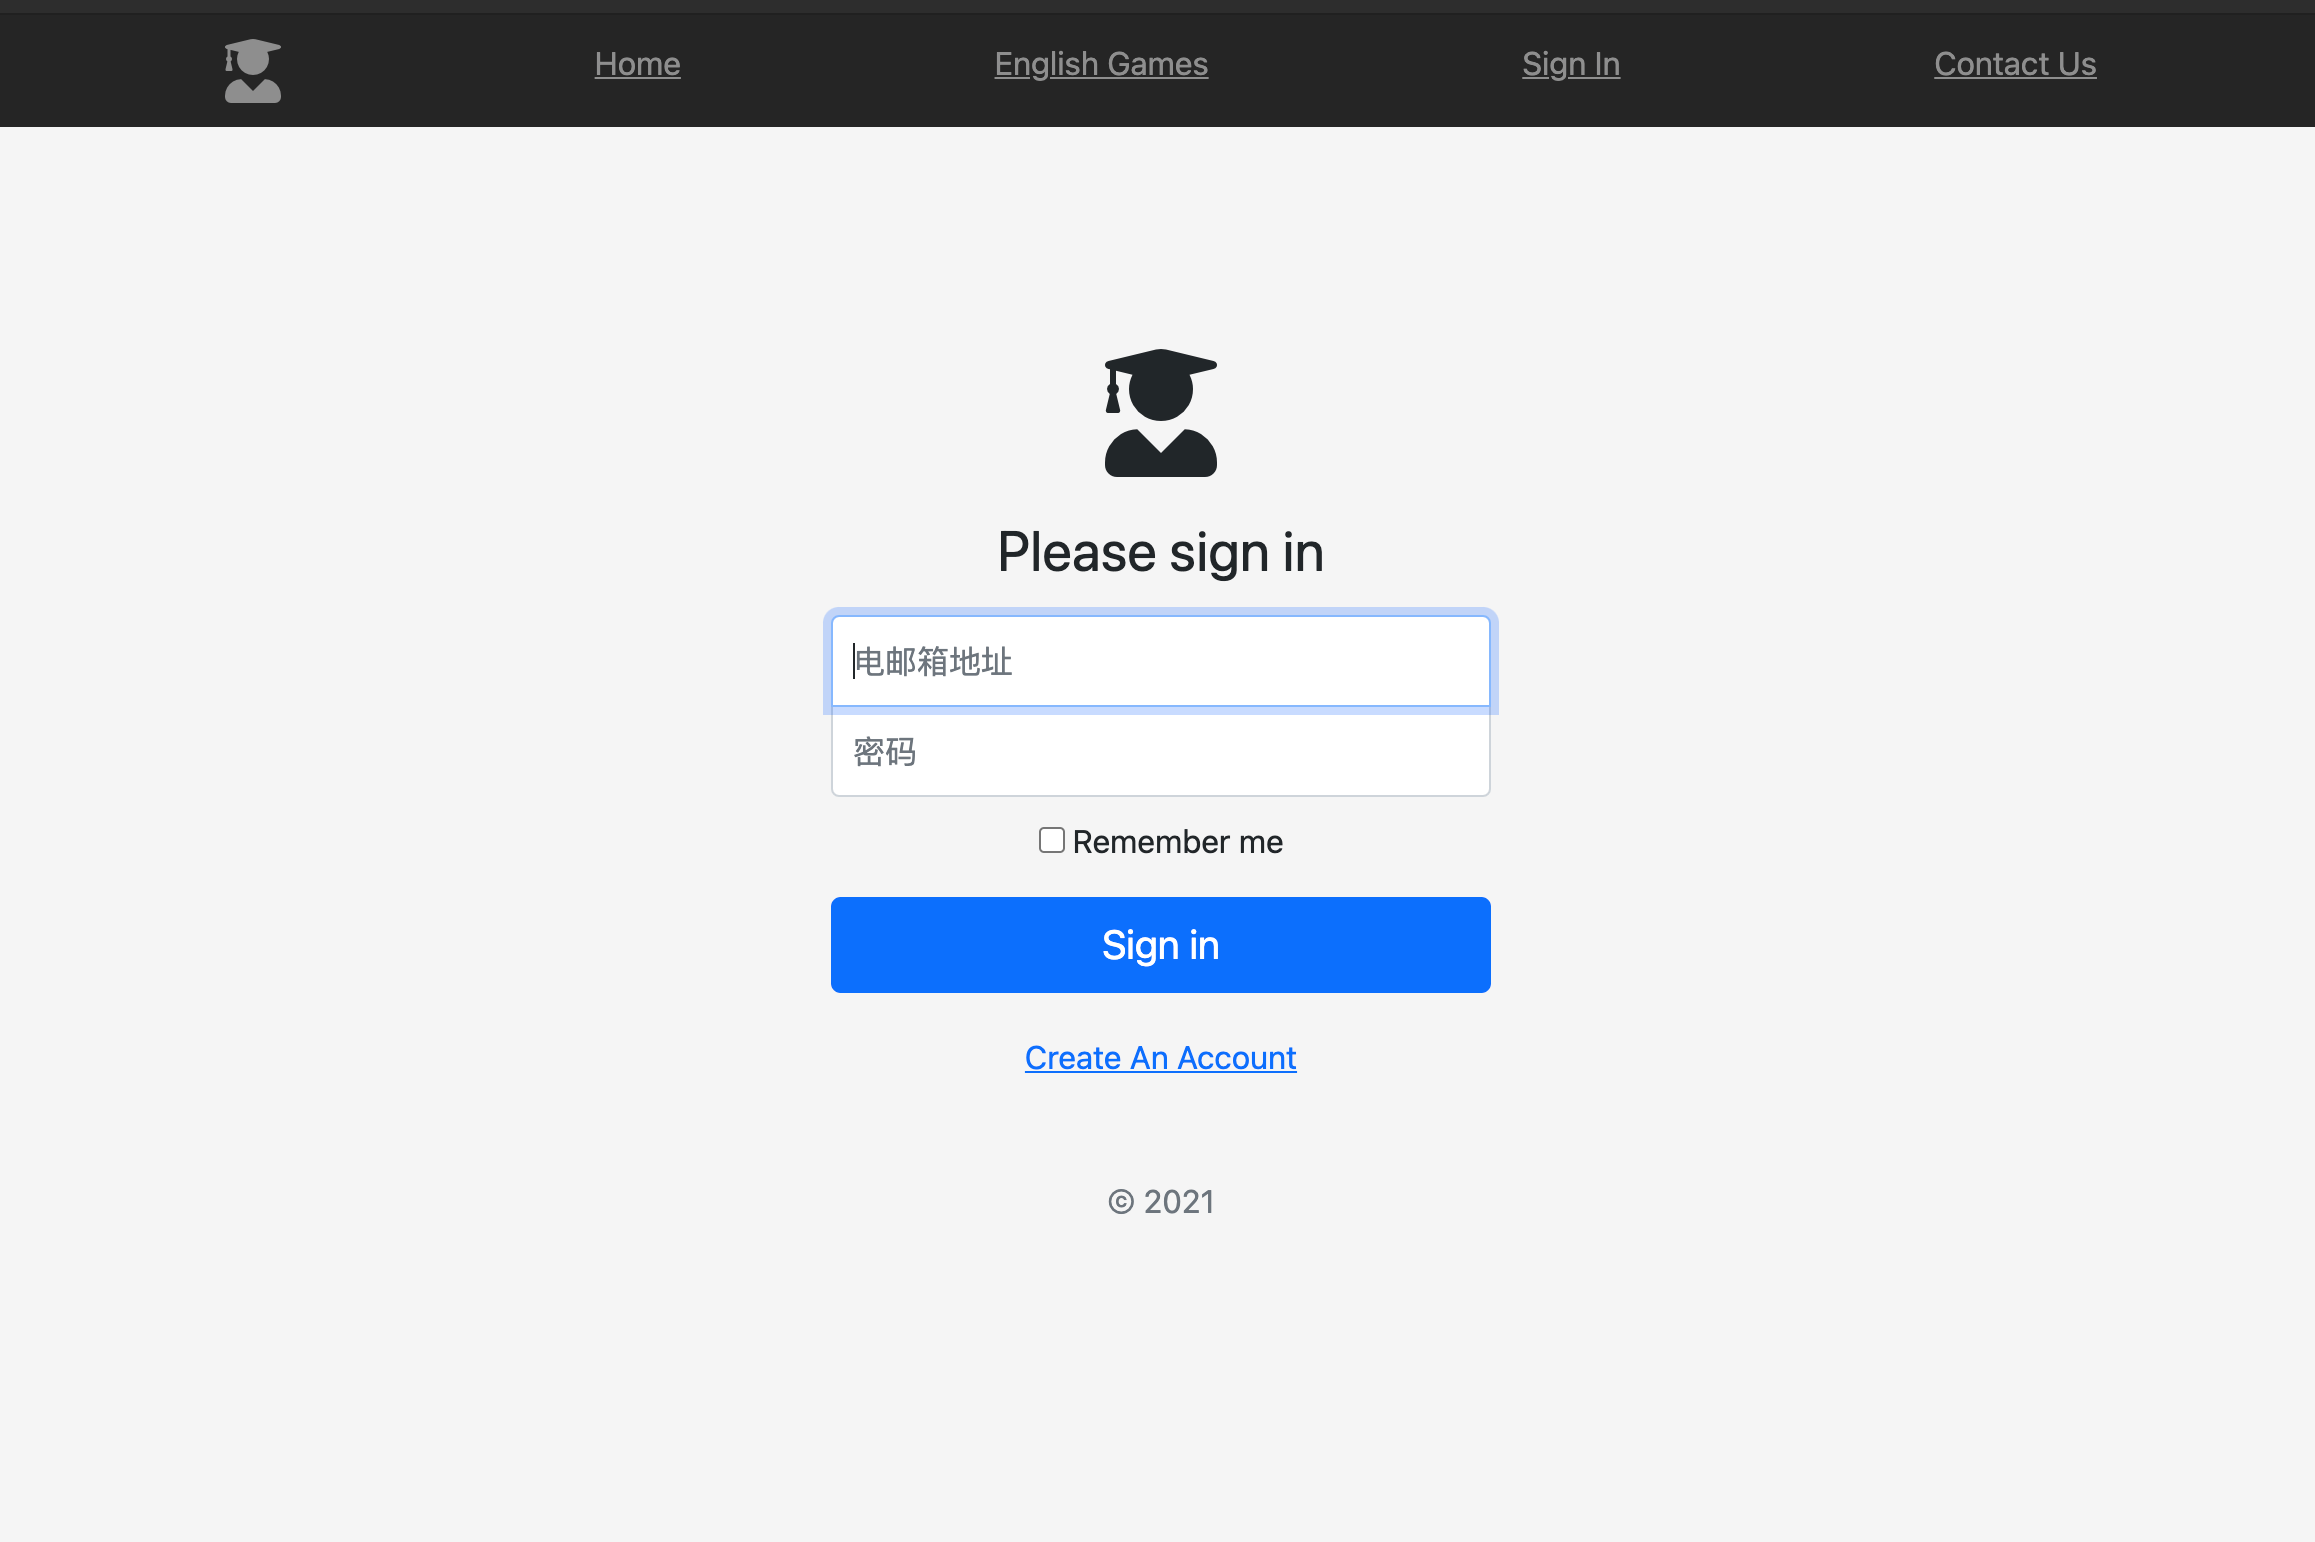 Home
English Games
Sign In
Contact Us
Please sign in
电邮箱地址
密码
Remember me
Sign in
Create An Account
© 2021